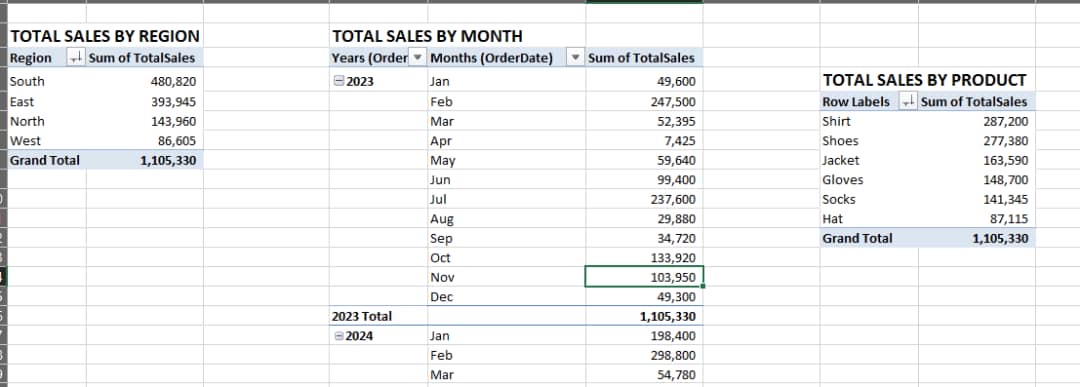 TOTAL SALES BY REGION
Region Sum of TotalSales
South 480,820
East 393,945
North 143,960
West 86,605
Grand Total 1,105,330
TOTAL SALES BY MONTH
Years (Order Months (OrderDate) Sum of TotalSales
2023 Jan 49,600
Feb 247,500
Mar 52,395
Apr 7,425
May 59,640
Jun 99,400
Jul 237,600
Aug 29,880
Sep 34,720
Oct 133,920
Nov 103,950
Dec 49,300
2023 Total 1,105,330
2024 Jan 198,400
Feb 298,800
Mar 54,780
TOTAL SALES BY PRODUCT
Row Labels Sum of TotalSales
Shirt 287,200
Shoes 277,380
Jacket 163,590
Gloves 148,700
Socks 141,345
Hat 87,115
Grand Total 1,105,330